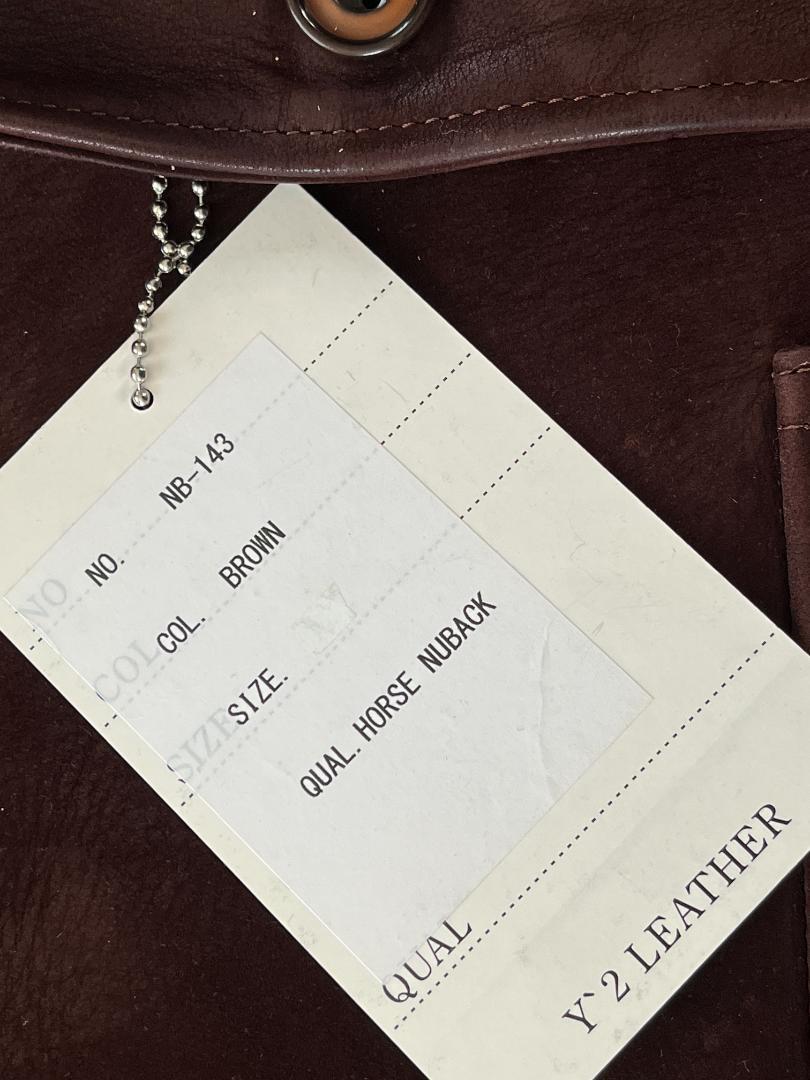 NO NO. NB-143
COL COL. BROWN
SIZE SIZE.
QUAL. HORSE NUBACK
QUAL
Y`2 LEATHER